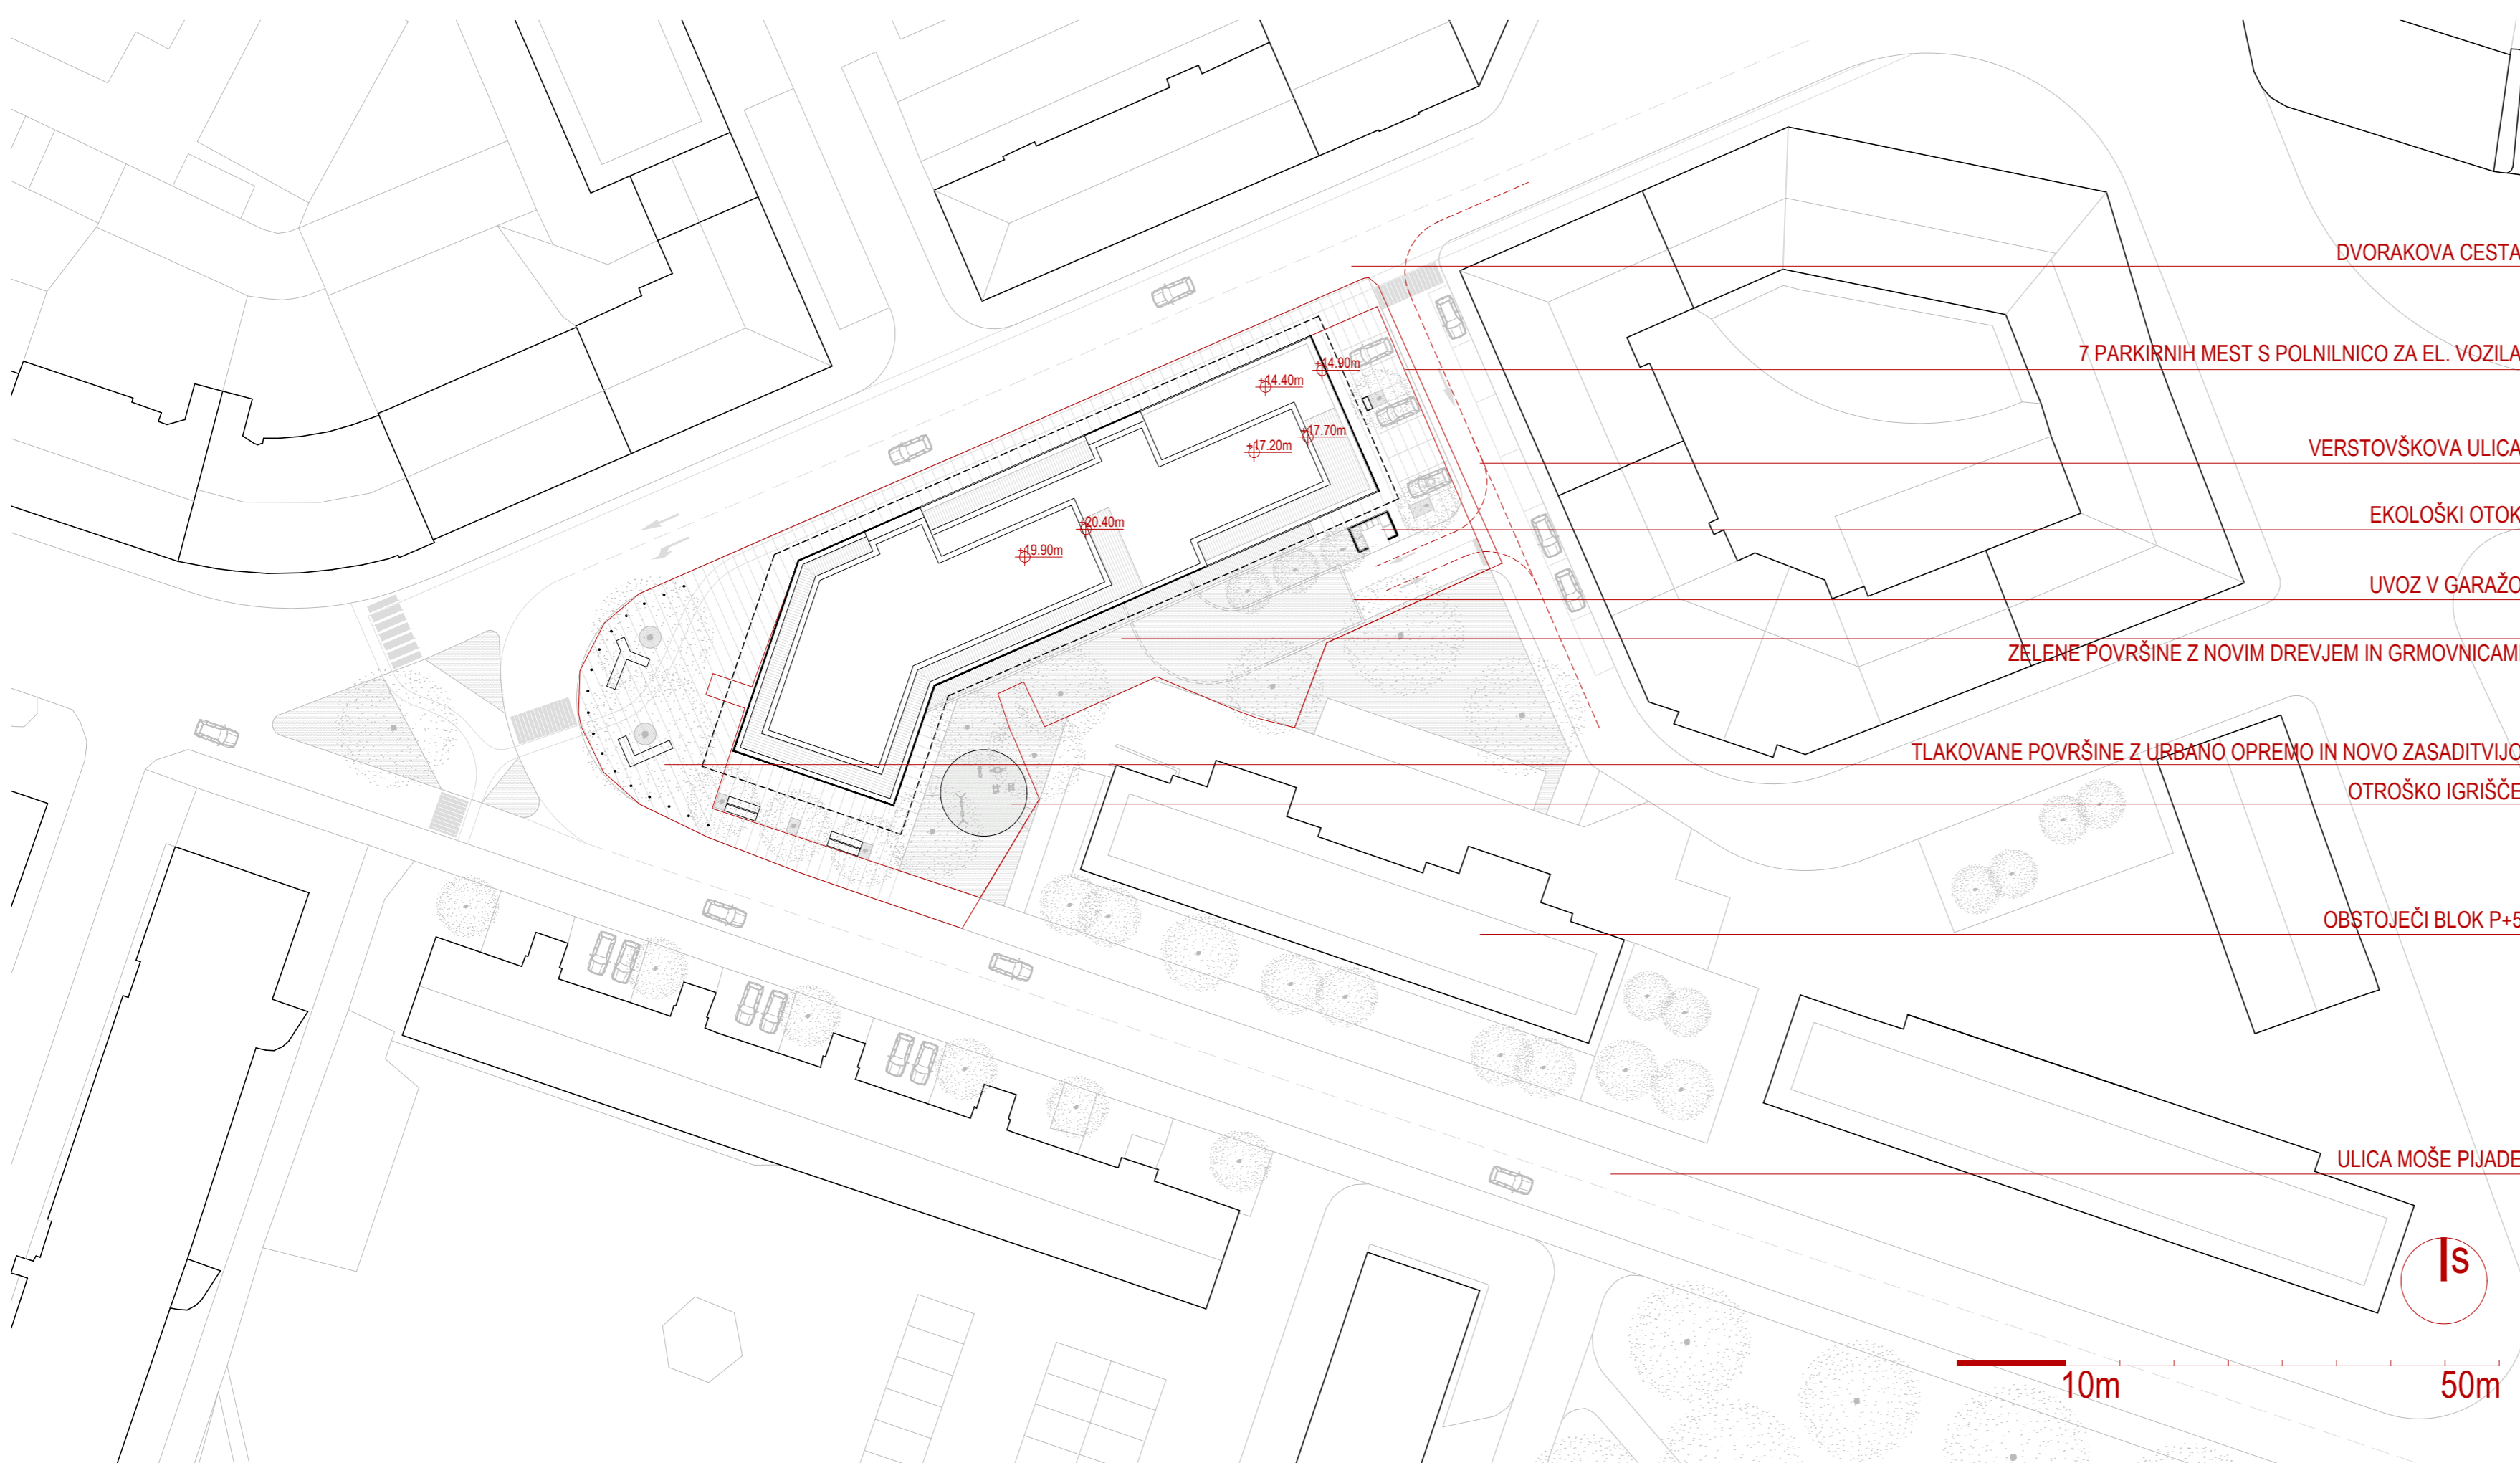 DVORAKOVA CESTA
7 PARKIRNIH MEST S POLNILNICO ZA EL. VOZILA
+14.90m
+14.40m
+17.70m
+17.20m
VERSTOVŠKOVA ULICA
EKOLOŠKI OTOK
+20.40m
+19.90m
UVOZ V GARAŽO
ZELENE POVRŠINE Z NOVIM DREVJEM IN GRMOVNICAMI
TLAKOVANE POVRŠINE Z URBANO OPREMO IN NOVO ZASADITVIJO
OTROŠKO IGRIŠČE
OBSTOJEČI BLOK P+5
ULICA MOŠE PIJADE
S
10m
50m